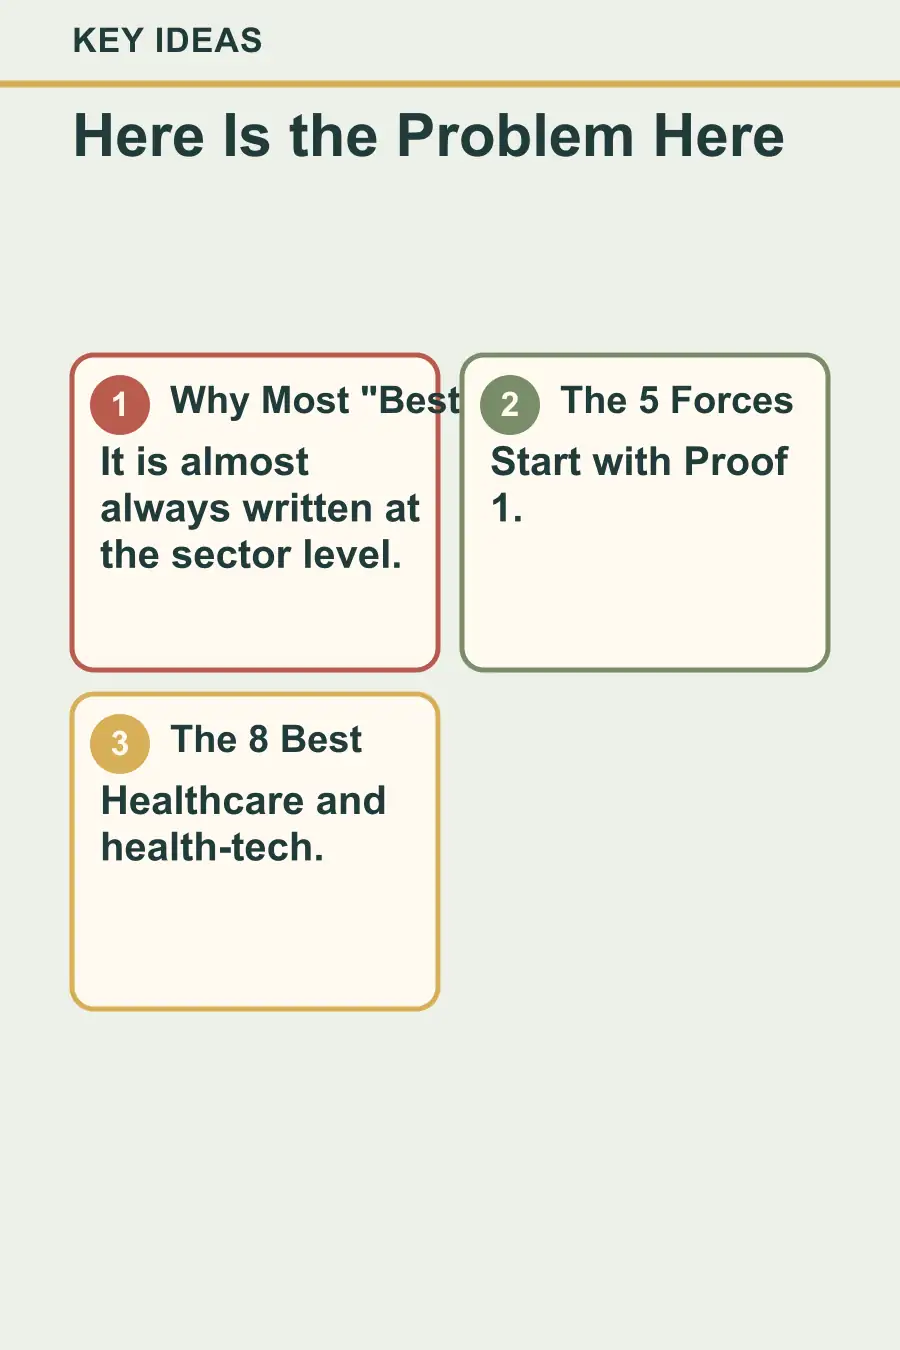 KEY IDEAS
Here Is the Problem Here
1
Why Most "Best
It is almost
always written at
the sector level.
2
The 5 Forces
Start with Proof
1.
3
The 8 Best
Healthcare and
health-tech.